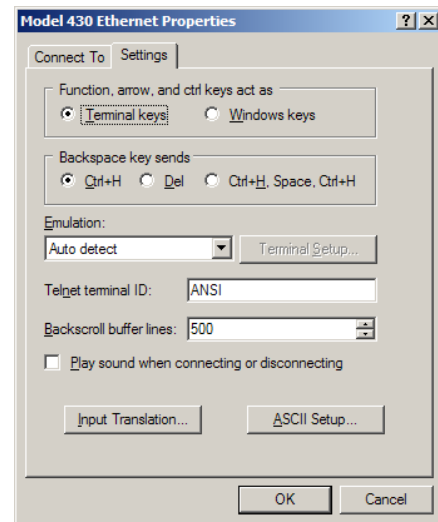 Model 430 Ethernet Properties
Connect To Settings
Function, arrow, and ctrl keys act as
Terminal keys Windows keys
Backspace key sends
Ctrl+H Del Ctrl+H, Space, Ctrl+H
Emulation:
Auto detect Terminal Setup...
Telnet terminal ID: ANSI
Backscroll buffer lines: 500
Play sound when connecting or disconnecting
Input Translation... ASCII Setup...
OK Cancel